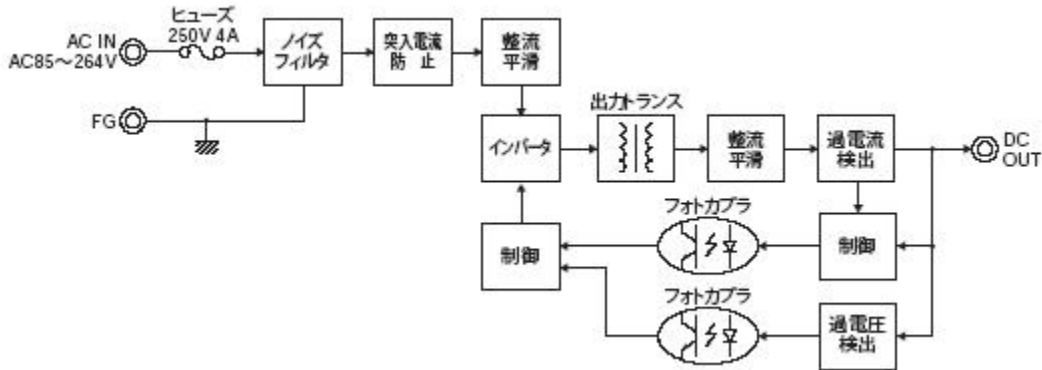 ヒューズ
250V 4A
AC IN
AC85～264V
ノイズ
フィルタ
突入電流
防 止
整流
平滑
FG
インバータ
出力トランス
整流
平滑
過電流
検出
DC
OUT
フォトカプラ
制御
制御
フォトカプラ
過電圧
検出